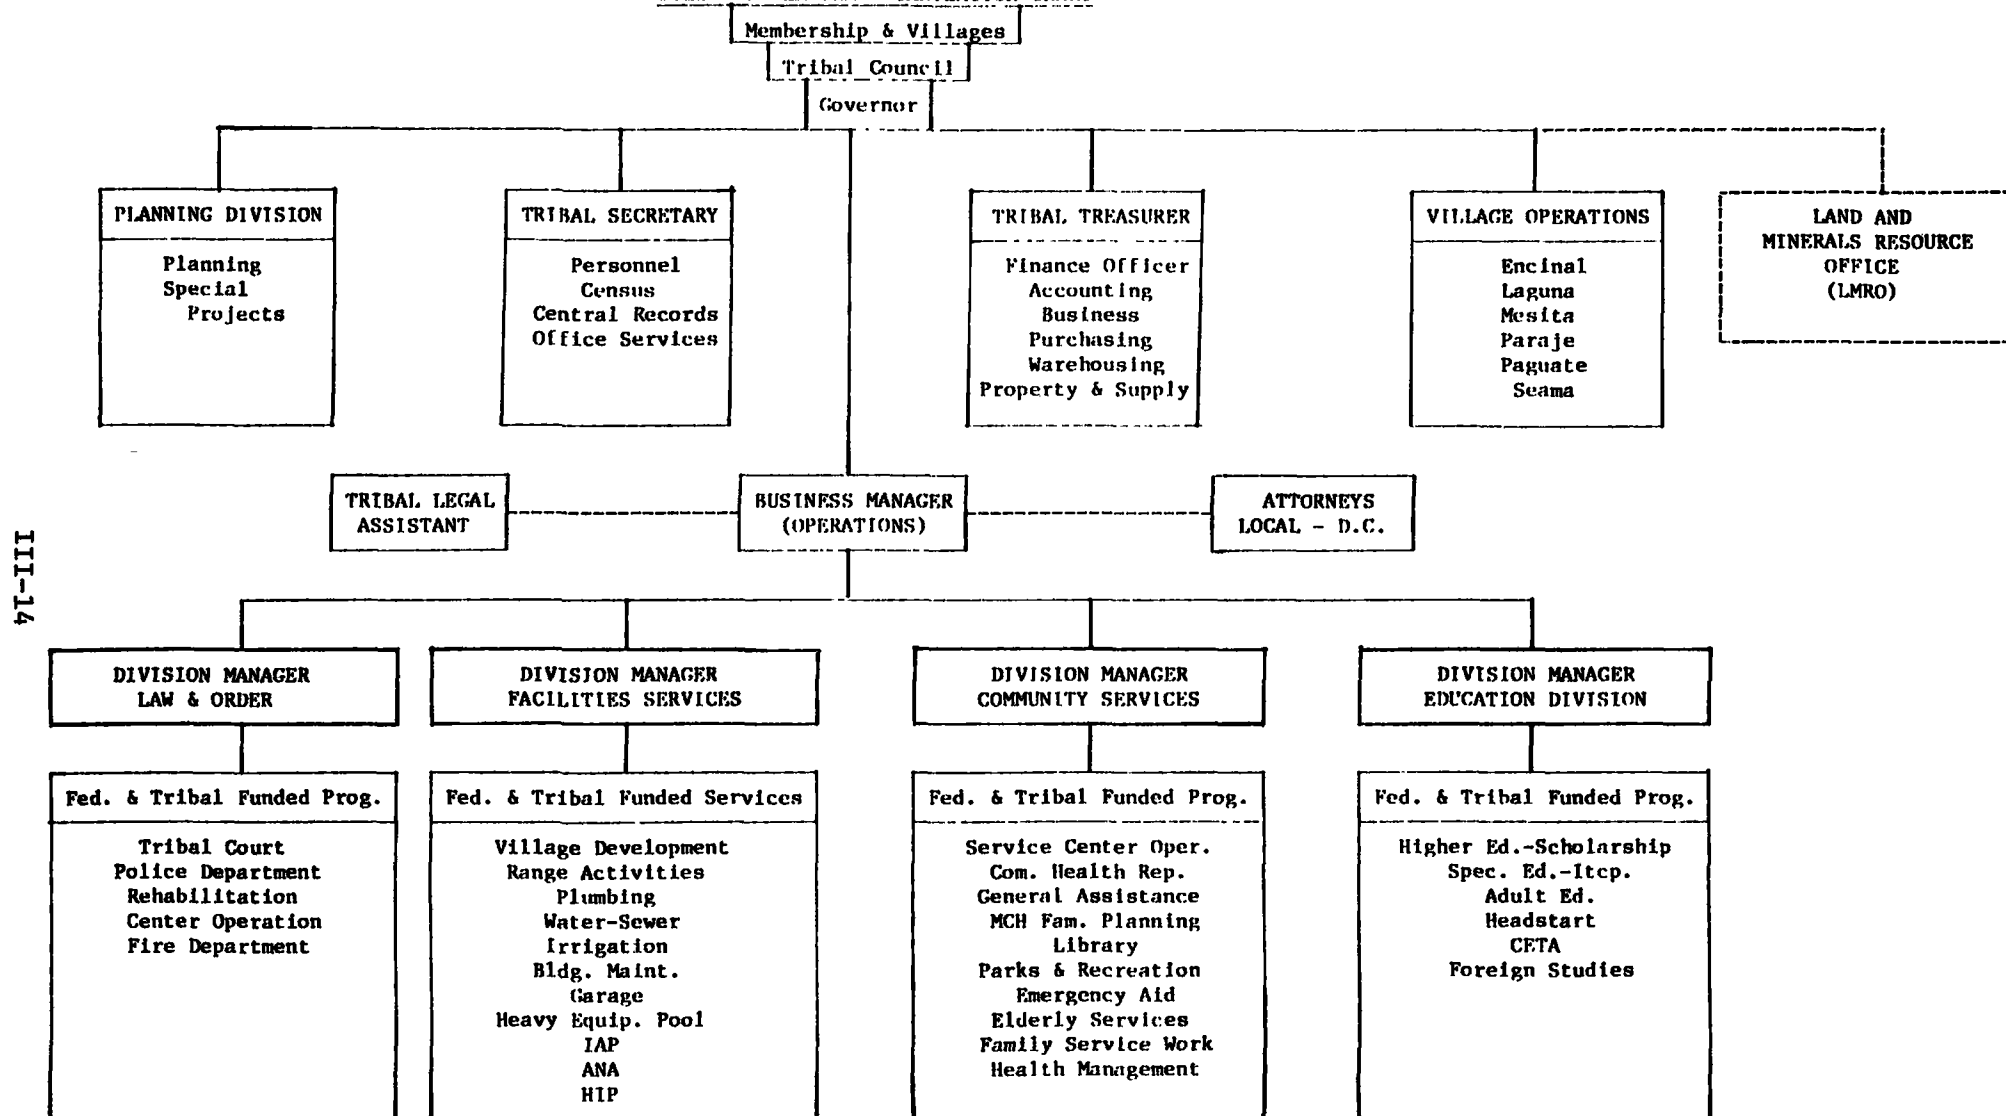 Membership & Villages
Tribal Council
Governor
PLANNING DIVISION
Planning
Special
Projects
TRIBAL SECRETARY
Personnel
Census
Central Records
Office Services
TRIBAL TREASURER
Finance Officer
Accounting
Business
Purchasing
Warehousing
Property & Supply
VILLAGE OPERATIONS
Encinal
Laguna
Mesita
Paraje
Paguate
Seama
LAND AND
MINERALS RESOURCE
OFFICE
(LMRO)
TRIBAL LEGAL
ASSISTANT
BUSINESS MANAGER
(OPERATIONS)
ATTORNEYS
LOCAL - D.C.
III-14
DIVISION MANAGER
LAW & ORDER
Fed. & Tribal Funded Prog.
Tribal Court
Police Department
Rehabilitation
Center Operation
Fire Department
DIVISION MANAGER
FACILITIES SERVICES
Fed. & Tribal Funded Services
Village Development
Range Activities
Plumbing
Water-Sewer
Irrigation
Bldg. Maint.
Garage
Heavy Equip. Pool
IAP
ANA
HIP
DIVISION MANAGER
COMMUNITY SERVICES
Fed. & Tribal Funded Prog.
Service Center Oper.
Com. Health Rep.
General Assistance
MCH Fam. Planning
Library
Parks & Recreation
Emergency Aid
Elderly Services
Family Service Work
Health Management
DIVISION MANAGER
EDUCATION DIVISION
Fed. & Tribal Funded Prog.
Higher Ed.-Scholarship
Spec. Ed.-Itcp.
Adult Ed.
Headstart
CETA
Foreign Studies